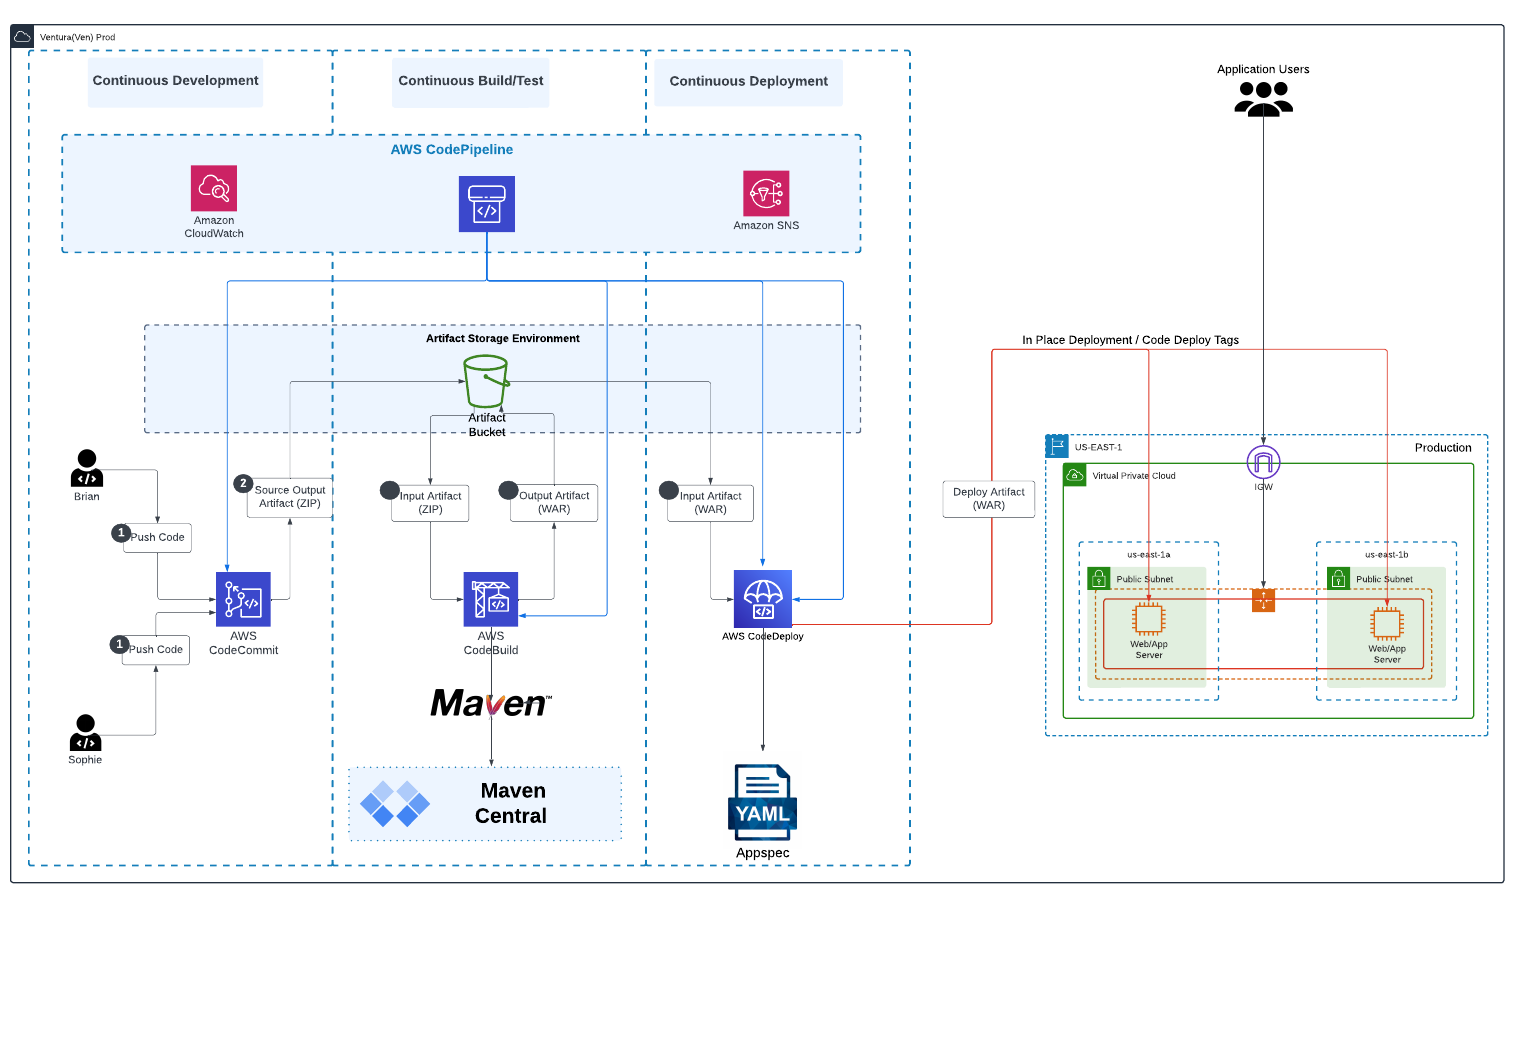 Ventura(Ven) Prod
Continuous Development
Continuous Build/Test
Continuous Deployment
Application Users
AWS CodePipeline
Amazon
CloudWatch
Amazon SNS
Artifact Storage Environment
In Place Deployment / Code Deploy Tags
Artifact
Bucket
US-EAST-1
Production
Brian
2
Source Output
Artifact (ZIP)
Input Artifact
(ZIP)
Output Artifact
(WAR)
Input Artifact
(WAR)
Deploy Artifact
(WAR)
Virtual Private Cloud
IGW
1
Push Code
us-east-1a
us-east-1b
Public Subnet
Public Subnet
AWS
CodeCommit
AWS
CodeBuild
AWS CodeDeploy
Web/App
Server
Web/App
Server
1
Push Code
Maven™
Sophie
Maven
Central
YAML
Appspec